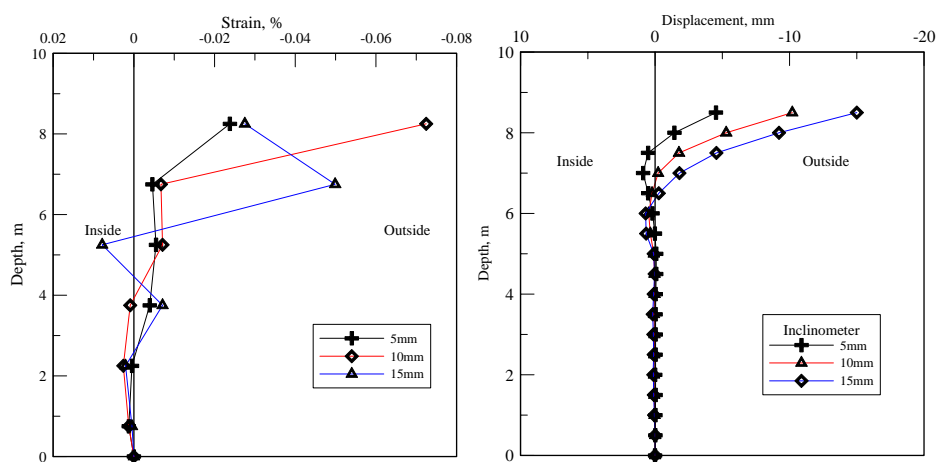 Strain, %
0.02 0 -0.02 -0.04 -0.06 -0.08
10
8
6
4
2
0
Depth, m
Inside
Outside
5mm
10mm
15mm
Displacement, mm
10 0 -10 -20
10
8
6
4
2
0
Depth, m
Inside
Outside
Inclinometer
5mm
10mm
15mm